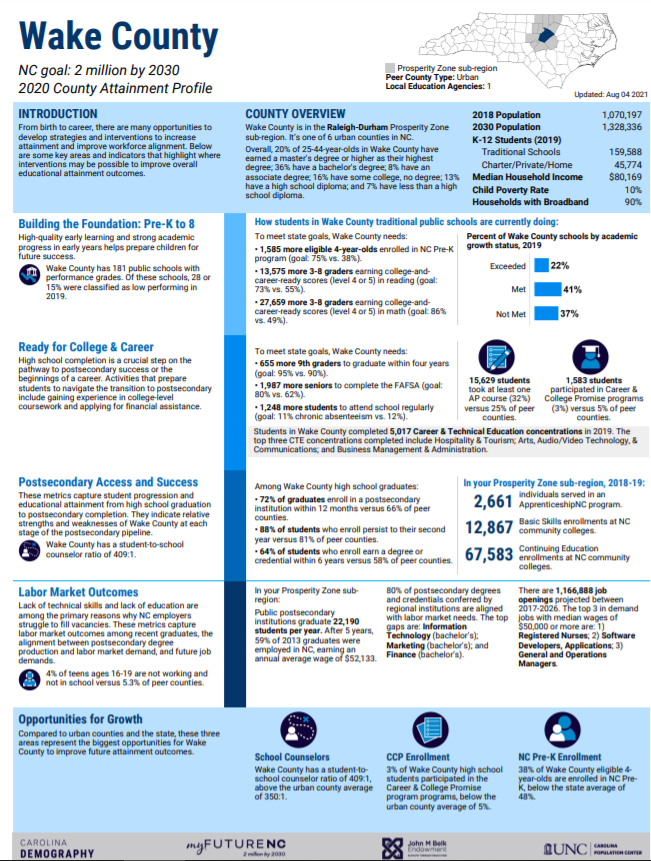 Wake County
NC goal: 2 million by 2030
2020 County Attainment Profile
Prosperity Zone sub-region
Peer County Type: Urban
Local Education Agencies: 1
Updated: Aug 04 2021
INTRODUCTION
From birth to career, there are many opportunities to
develop strategies and interventions to increase
attainment and improve workforce alignment. Below
are some key areas and indicators that highlight where
interventions may be possible to improve overall
educational attainment outcomes.
COUNTY OVERVIEW
Wake County is in the Raleigh-Durham Prosperity Zone
sub-region. It's one of 6 urban counties in NC.
Overall, 20% of 25-44-year-olds in Wake County have
earned a master's degree or higher as their highest
degree; 36% have a bachelor's degree; 8% have an
associate degree; 16% have some college, no degree; 13%
have a high school diploma; and 7% have less than a high
school diploma.
2018 Population 1,070,197
2030 Population 1,328,336
K-12 Students (2019)
Traditional Schools 159,588
Charter/Private/Home 45,774
Median Household Income $80,169
Child Poverty Rate 10%
Households with Broadband 90%
Building the Foundation: Pre-K to 8
High-quality early learning and strong academic
progress in early years helps prepare children for
future success.
Wake County has 181 public schools with
performance grades. Of these schools, 28 or
15% were classified as low performing in
2019.
How students in Wake County traditional public schools are currently doing:
To meet state goals, Wake County needs:
• 1,585 more eligible 4-year-olds enrolled in NC Pre-K
program (goal: 75% vs. 38%).
• 13,575 more 3-8 graders earning college-and-
career-ready scores (level 4 or 5) in reading (goal:
73% vs. 55%).
• 27,659 more 3-8 graders earning college-and-
career-ready scores (level 4 or 5) in math (goal: 86%
vs. 49%).
Percent of Wake County schools by academic
growth status, 2019
Exceeded 22%
Met 41%
Not Met 37%
Ready for College & Career
High school completion is a crucial step on the
pathway to postsecondary success or the
beginnings of a career. Activities that prepare
students to navigate the transition to postsecondary
include gaining experience in college-level
coursework and applying for financial assistance.
To meet state goals, Wake County needs:
• 655 more 9th graders to graduate within four years
(goal: 95% vs. 90%).
• 1,987 more seniors to complete the FAFSA (goal:
80% vs. 62%).
• 1,248 more students to attend school regularly
(goal: 11% chronic absenteeism vs. 12%).
15,629 students
took at least one
AP course (32%)
versus 25% of peer
counties.
1,583 students
participated in Career &
College Promise programs
(3%) versus 5% of peer
counties.
Students in Wake County completed 5,017 Career & Technical Education concentrations in 2019. The
top three CTE concentrations completed include Hospitality & Tourism; Arts, Audio/Video Technology, &
Communications; and Business Management & Administration.
Postsecondary Access and Success
These metrics capture student progression and
educational attainment from high school graduation
to postsecondary completion. They indicate relative
strengths and weaknesses of Wake County at each
stage of the postsecondary pipeline.
Wake County has a student-to-school
counselor ratio of 409:1.
Among Wake County high school graduates:
• 72% of graduates enroll in a postsecondary
institution within 12 months versus 66% of peer
counties.
• 88% of students who enroll persist to their second
year versus 81% of peer counties.
• 64% of students who enroll earn a degree or
credential within 6 years versus 58% of peer counties.
In your Prosperity Zone sub-region, 2018-19:
2,661 individuals served in an
ApprenticeshipNC program.
12,867 Basic Skills enrollments at NC
community colleges.
67,583 Continuing Education
enrollments at NC community
colleges.
Labor Market Outcomes
Lack of technical skills and lack of education are
among the primary reasons why NC employers
struggle to fill vacancies. These metrics capture
labor market outcomes among recent graduates, the
alignment between postsecondary degree
production and labor market demand, and future job
demands.
4% of teens ages 16-19 are not working and
not in school versus 5.3% of peer counties.
In your Prosperity Zone sub-
region:
Public postsecondary
institutions graduate 22,190
students per year. After 5 years,
59% of 2013 graduates were
employed in NC, earning an
annual average wage of $52,133.
80% of postsecondary degrees
and credentials conferred by
regional institutions are aligned
with labor market needs. The top
gaps are: Information
Technology (bachelor's);
Marketing (bachelor's); and
Finance (bachelor's).
There are 1,166,888 job
openings projected between
2017-2026. The top 3 in demand
jobs with median wages of
$50,000 or more are: 1)
Registered Nurses; 2) Software
Developers, Applications; 3)
General and Operations
Managers.
Opportunities for Growth
Compared to urban counties and the state, these three
areas represent the biggest opportunities for Wake
County to improve future attainment outcomes.
School Counselors
Wake County has a student-to-
school counselor ratio of 409:1,
above the urban county average
of 350:1.
CCP Enrollment
3% of Wake County high school
students participated in the
Career & College Promise
program programs, below the
urban county average of 5%.
NC Pre-K Enrollment
38% of Wake County eligible 4-
year-olds are enrolled in NC Pre-
K, below the state average of
48%.
CAROLINA
DEMOGRAPHY
myFUTURENC
2 million by 2030
John M Belk
Endowment
UNC
CAROLINA
POPULATION CENTER